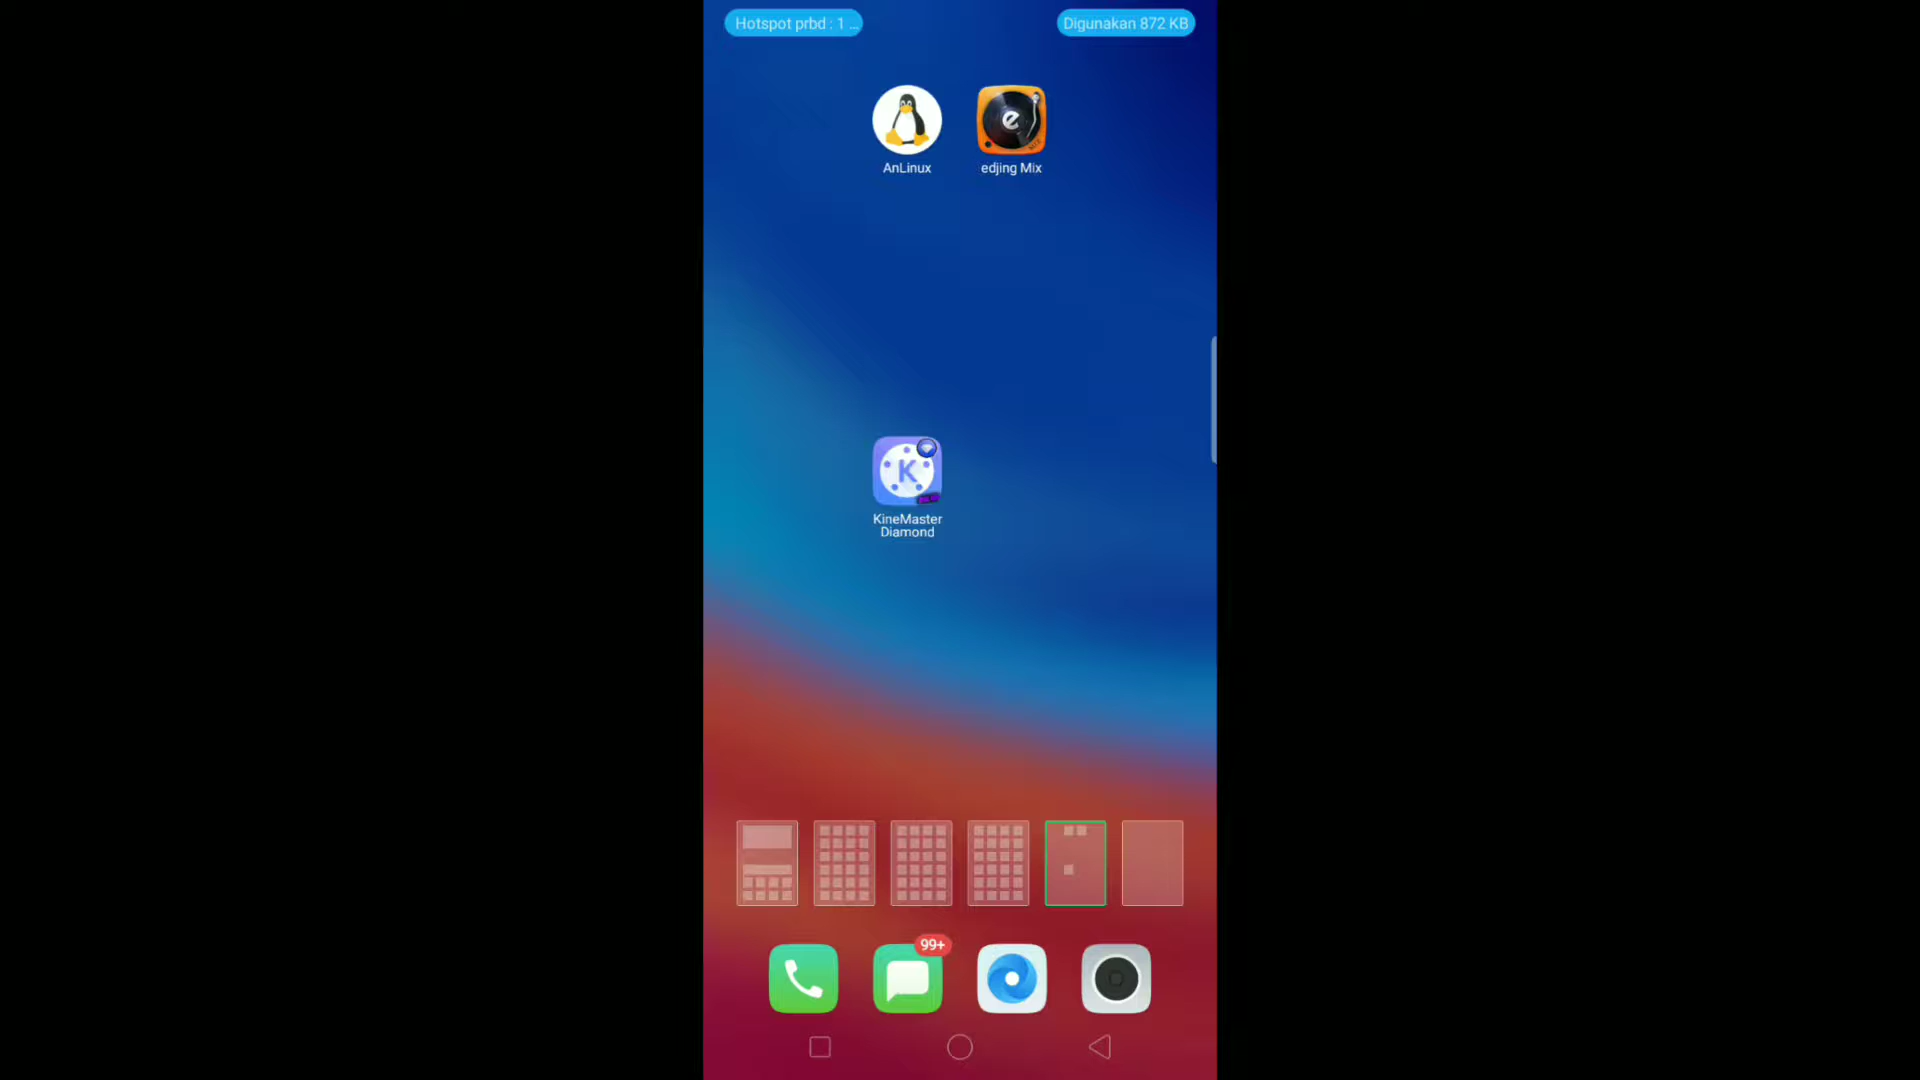 Hotspot prbd : 1 ...
Digunakan 872 KB
AnLinux
edjing Mix
K
KineMaster
Diamond
99+